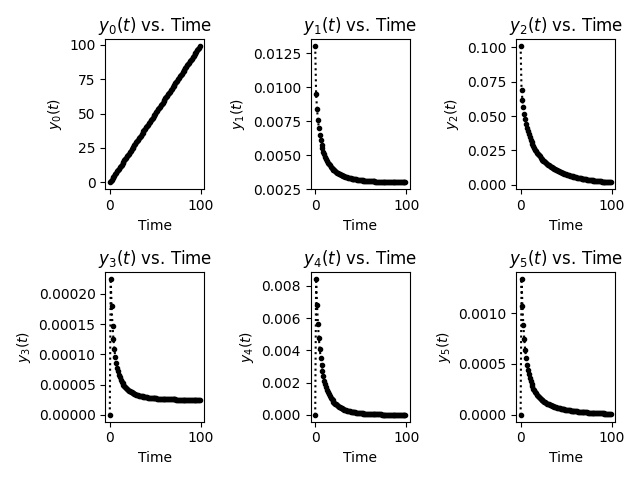 y₀(t) vs. Time
y₁(t) vs. Time
y₂(t) vs. Time
100
75
50
25
0
y₀(t)
0
100
Time
0.0125
0.0100
0.0075
0.0050
0.0025
y₁(t)
0
100
Time
0.100
0.075
0.050
0.025
0.000
y₂(t)
0
100
Time
y₃(t) vs. Time
y₄(t) vs. Time
y₅(t) vs. Time
0.00020
0.00015
0.00010
0.00005
0.00000
y₃(t)
0
100
Time
0.008
0.006
0.004
0.002
0.000
y₄(t)
0
100
Time
0.0010
0.0005
0.0000
y₅(t)
0
100
Time